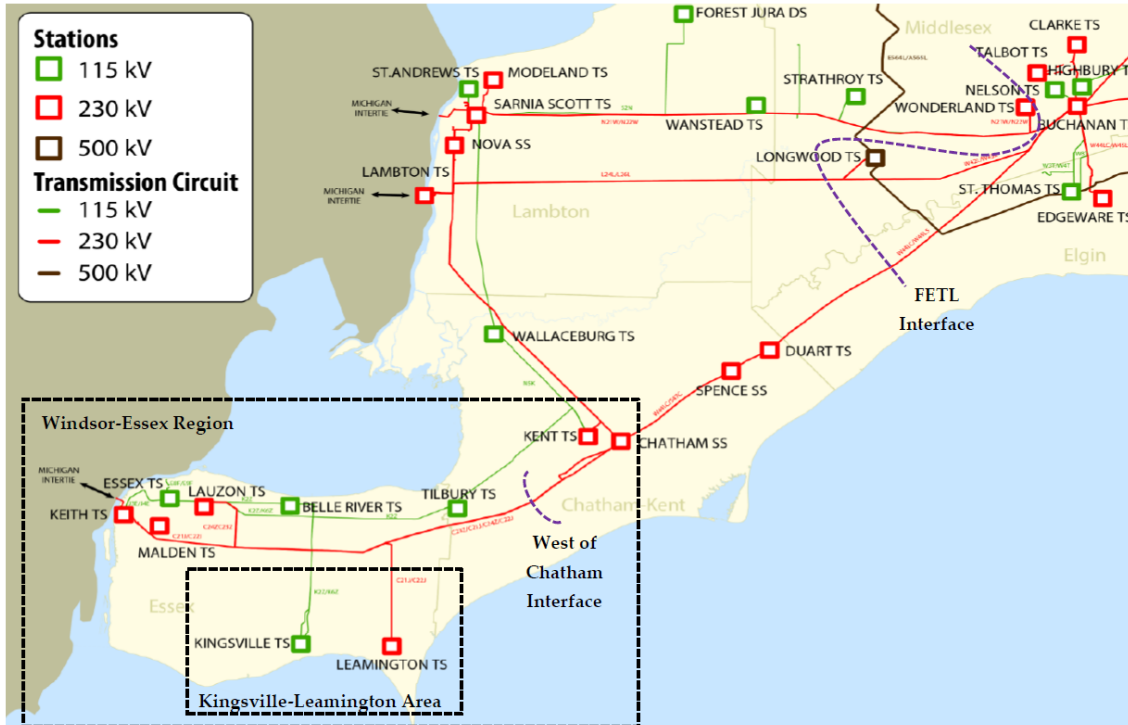 Stations
115 kV
230 kV
500 kV
Transmission Circuit
115 kV
230 kV
500 kV
FOREST JURA DS
Middlesex
CLARKE TS
TALBOT TS
HIGHBURY TS
ST.ANDREWS TS
MODELAND TS
STRATHROY TS
NELSON TS
MICHIGAN
INTERTIE
SARNIA SCOTT TS
WONDERLAND TS
WANSTEAD TS
BUCHANAN T
NOVA SS
LONGWOOD TS
LAMBTON TS
MICHIGAN
INTERTIE
ST. THOMAS TS
EDGEWARE TS
Lambton
Elgin
FETL
Interface
WALLACEBURG TS
DUART TS
SPENCE SS
Windsor-Essex Region
KENT TS
CHATHAM SS
MICHIGAN
INTERTIE
ESSEX TS
LAUZON TS
TILBURY TS
Chatham-Kent
KEITH TS
BELLE RIVER TS
MALDEN TS
West of
Chatham
Interface
Essex
KINGSVILLE TS
LEAMINGTON TS
Kingsville-Leamington Area